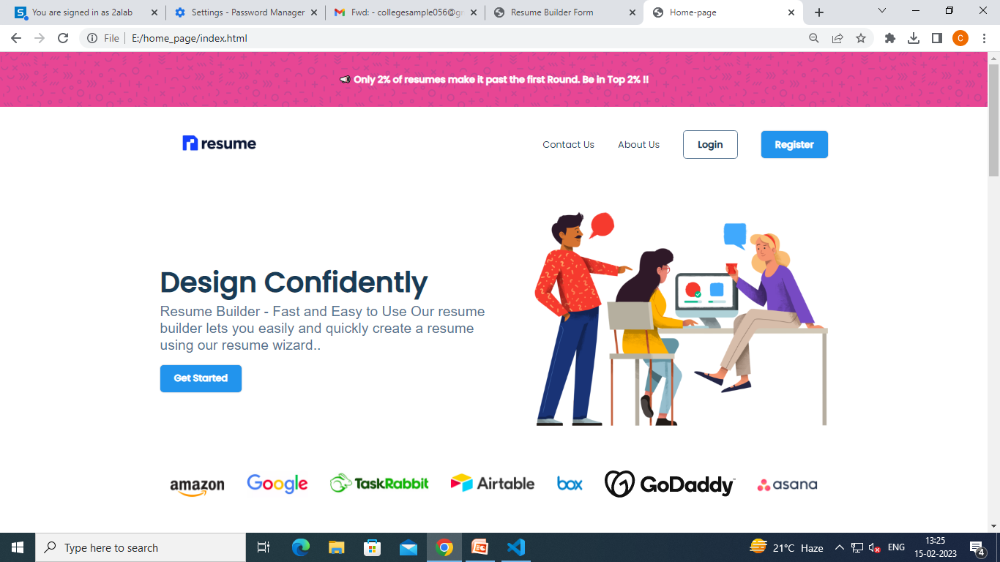 You are signed in as 2alab
Settings - Password Manager
Fwd: - collegesample056@gr
Resume Builder Form
Home-page
File
E:/home_page/index.html
C
Only 2% of resumes make it past the first Round. Be in Top 2% !!
resume
Contact Us
About Us
Login
Register
Design Confidently
Resume Builder - Fast and Easy to Use Our resume
builder lets you easily and quickly create a resume
using our resume wizard..
Get Started
amazon
Google
TaskRabbit
Airtable
box
GoDaddy
asana
Type here to search
21°C Haze
ENG
13:25
15-02-2023
4